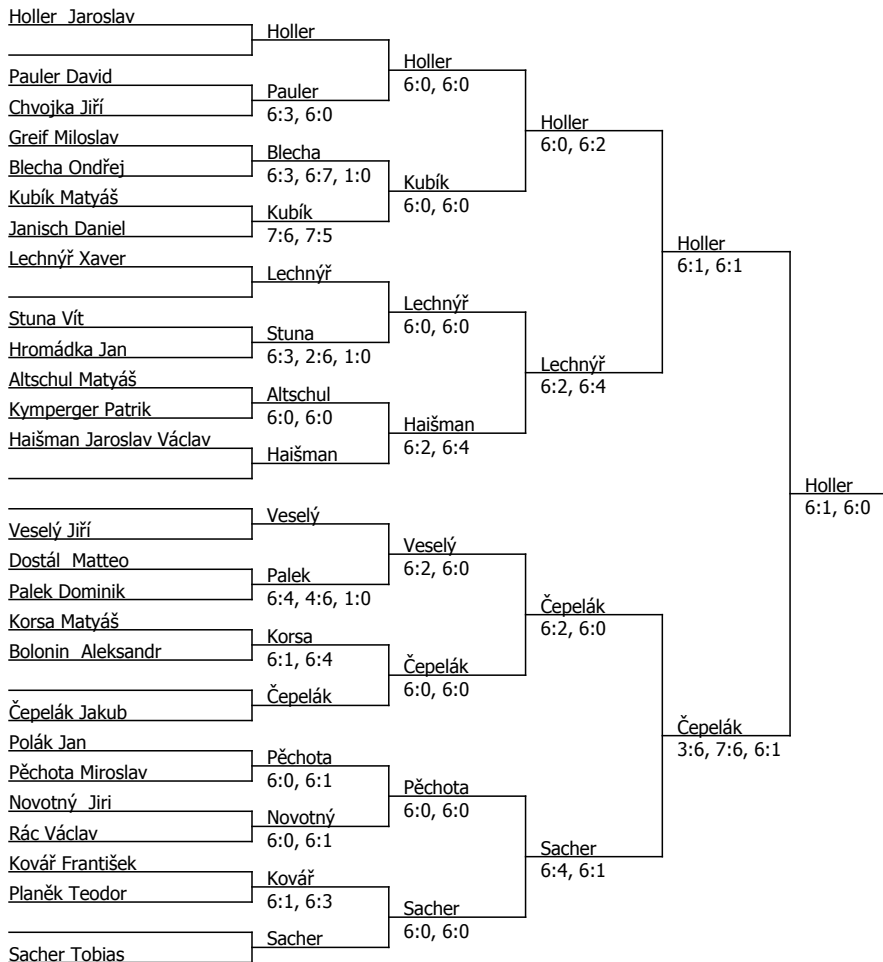 Holler  Jaroslav
Pauler David
Chvojka Jiří
Greif Miloslav
Blecha Ondřej
Kubík Matyáš
Janisch Daniel
Lechnýř Xaver
Stuna Vít
Hromádka Jan
Altschul Matyáš
Kymperger Patrik
Haišman Jaroslav Václav
Veselý Jiří
Dostál  Matteo
Palek Dominik
Korsa Matyáš
Bolonin  Aleksandr
Čepelák Jakub
Polák Jan
Pěchota Miroslav
Novotný  Jiri
Rác Václav
Kovář František
Planěk Teodor
Sacher Tobias
Holler
Pauler
6:3, 6:0
Blecha
6:3, 6:7, 1:0
Kubík
7:6, 7:5
Lechnýř
Stuna
6:3, 2:6, 1:0
Altschul
6:0, 6:0
Haišman
Veselý
Palek
6:4, 4:6, 1:0
Korsa
6:1, 6:4
Čepelák
Pěchota
6:0, 6:1
Novotný
6:0, 6:1
Kovář
6:1, 6:3
Sacher
Holler
6:0, 6:0
Kubík
6:0, 6:0
Lechnýř
6:0, 6:0
Haišman
6:2, 6:4
Veselý
6:2, 6:0
Čepelák
6:0, 6:0
Pěchota
6:0, 6:0
Sacher
6:0, 6:0
Holler
6:0, 6:2
Lechnýř
6:2, 6:4
Čepelák
6:2, 6:0
Sacher
6:4, 6:1
Holler
6:1, 6:1
Čepelák
3:6, 7:6, 6:1
Holler
6:1, 6:0